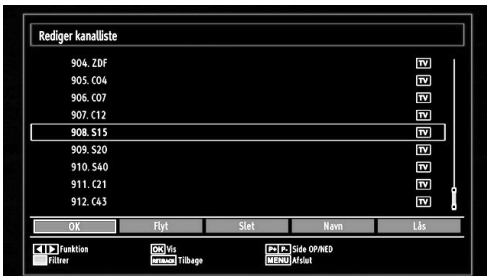 Rediger kanalliste
904. ZDF TV
905. C04 TV
906. C07 TV
907. C12 TV
908. S15 TV
909. S20 TV
910. S40 TV
911. C21 TV
912. C43 TV
OK Flyt Slet Navn Lås
Funktion OK Vis P+ P- Side OP/NED
Filtrer Tilbage MENU Afslut